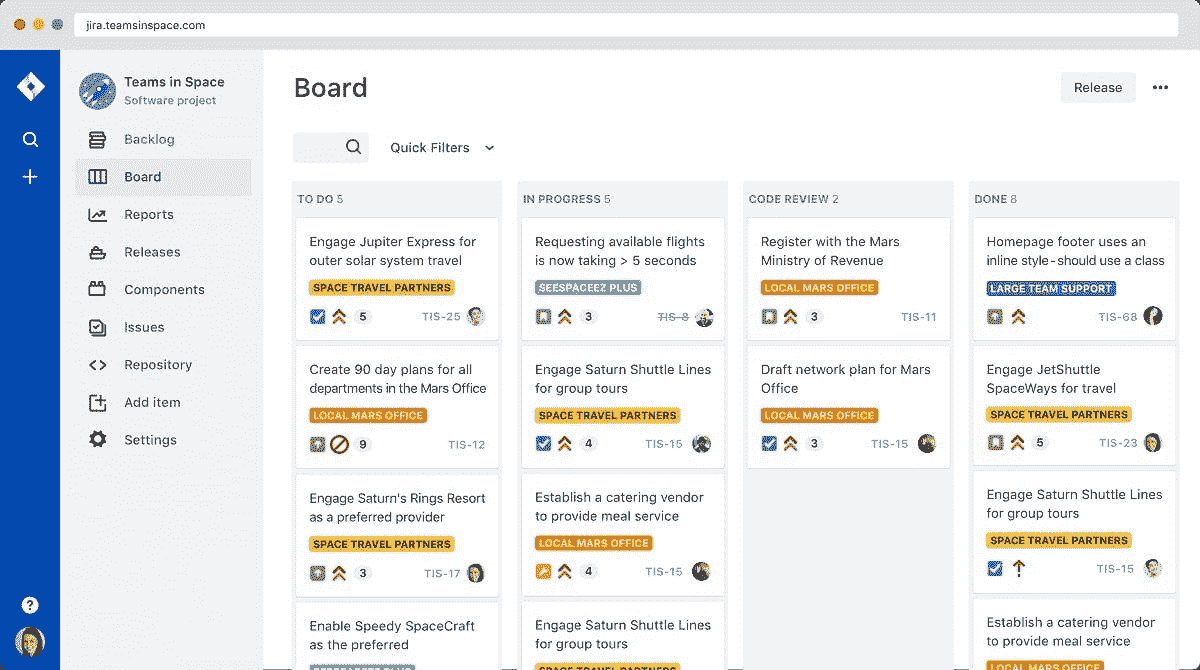 jira.teamsinspace.com
Teams in Space
Software project
Backlog
Board
Reports
Releases
Components
Issues
Repository
Add item
Settings
?
Board
Release
Quick Filters
TO DO 5
Engage Jupiter Express for
outer solar system travel
SPACE TRAVEL PARTNERS
5 TIS-25
Create 90 day plans for all
departments in the Mars Office
LOCAL MARS OFFICE
9 TIS-12
Engage Saturn's Rings Resort
as a preferred provider
SPACE TRAVEL PARTNERS
3 TIS-17
Enable Speedy SpaceCraft
as the preferred
IN PROGRESS 5
Requesting available flights
is now taking > 5 seconds
SEESPACEEZ PLUS
3 TIS-8
Engage Saturn Shuttle Lines
for group tours
SPACE TRAVEL PARTNERS
4 TIS-15
Establish a catering vendor
to provide meal service
LOCAL MARS OFFICE
4 TIS-15
Engage Saturn Shuttle Lines
for group tours
SPACE TRAVEL PARTNERS
CODE REVIEW 2
Register with the Mars
Ministry of Revenue
LOCAL MARS OFFICE
3 TIS-11
Draft network plan for Mars
Office
LOCAL MARS OFFICE
3 TIS-15
DONE 8
Homepage footer uses an
inline style-should use a class
LARGE TEAM SUPPORT
TIS-68
Engage JetShuttle
SpaceWays for travel
SPACE TRAVEL PARTNERS
5 TIS-23
Engage Saturn Shuttle Lines
for group tours
SPACE TRAVEL PARTNERS
TIS-15
Establish a catering vendor
to provide meal service
LOCAL MARS OFFICE